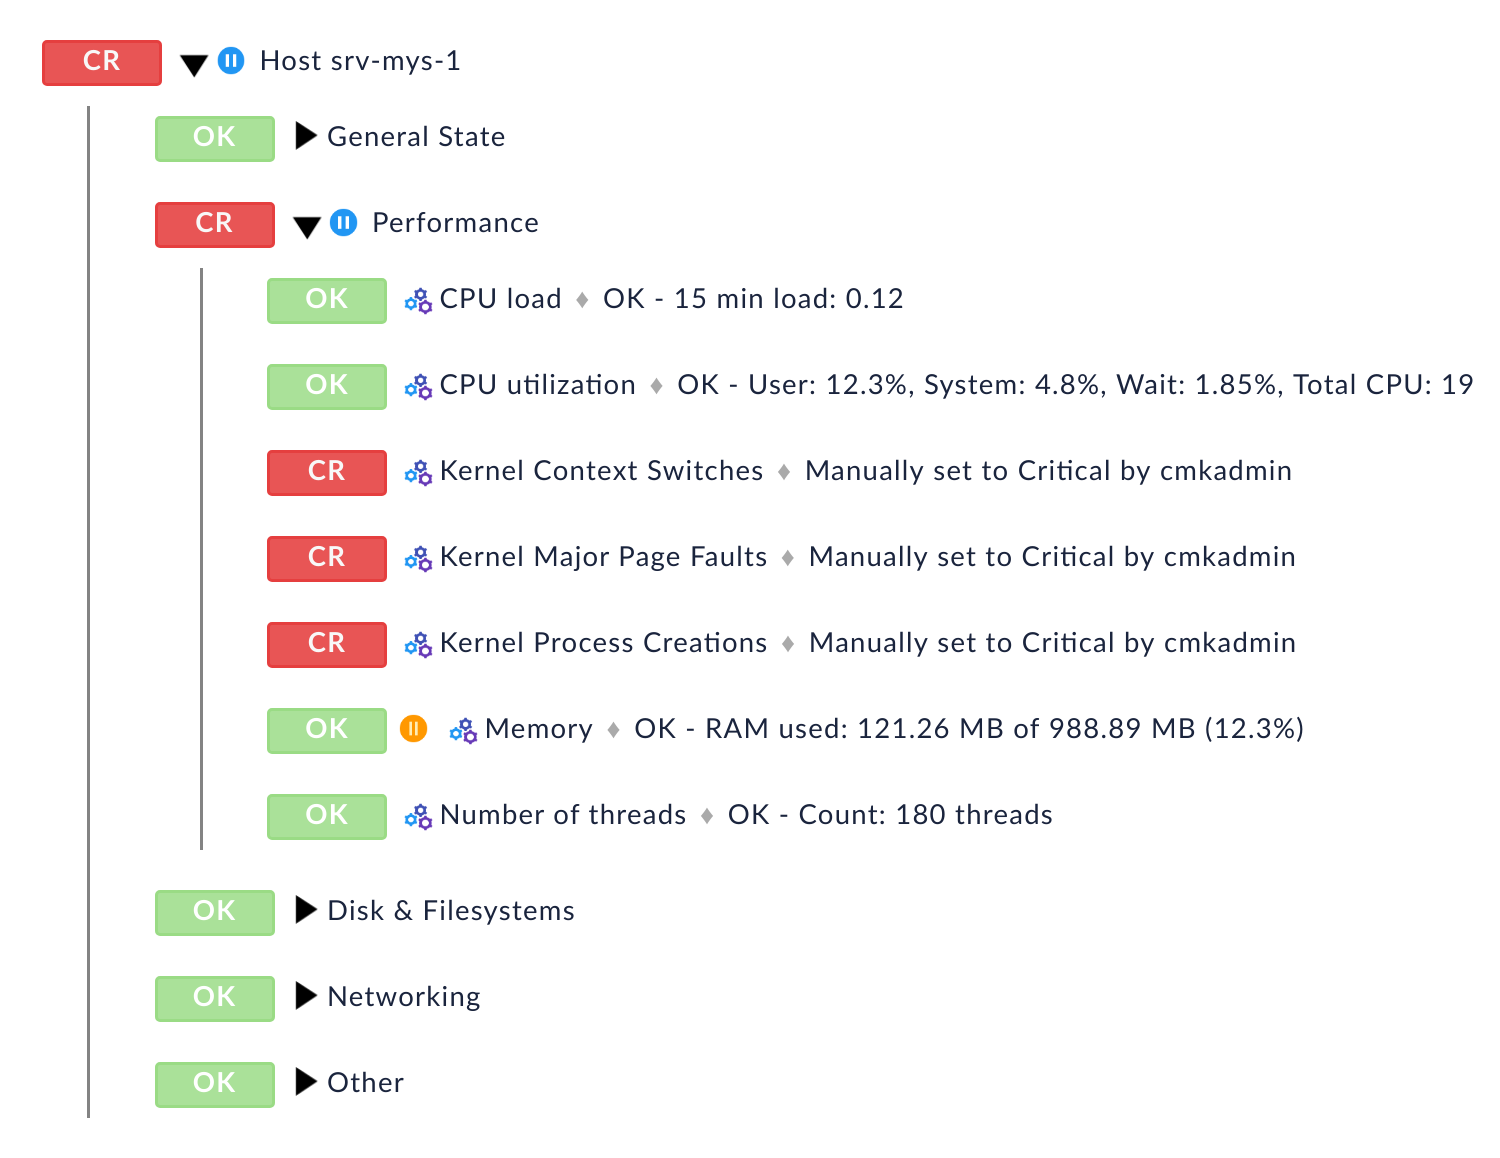 CR Host srv-mys-1
OK General State
CR Performance
OK CPU load ♦ OK - 15 min load: 0.12
OK CPU utilization ♦ OK - User: 12.3%, System: 4.8%, Wait: 1.85%, Total CPU: 19
CR Kernel Context Switches ♦ Manually set to Critical by cmkadmin
CR Kernel Major Page Faults ♦ Manually set to Critical by cmkadmin
CR Kernel Process Creations ♦ Manually set to Critical by cmkadmin
OK Memory ♦ OK - RAM used: 121.26 MB of 988.89 MB (12.3%)
OK Number of threads ♦ OK - Count: 180 threads
OK Disk & Filesystems
OK Networking
OK Other